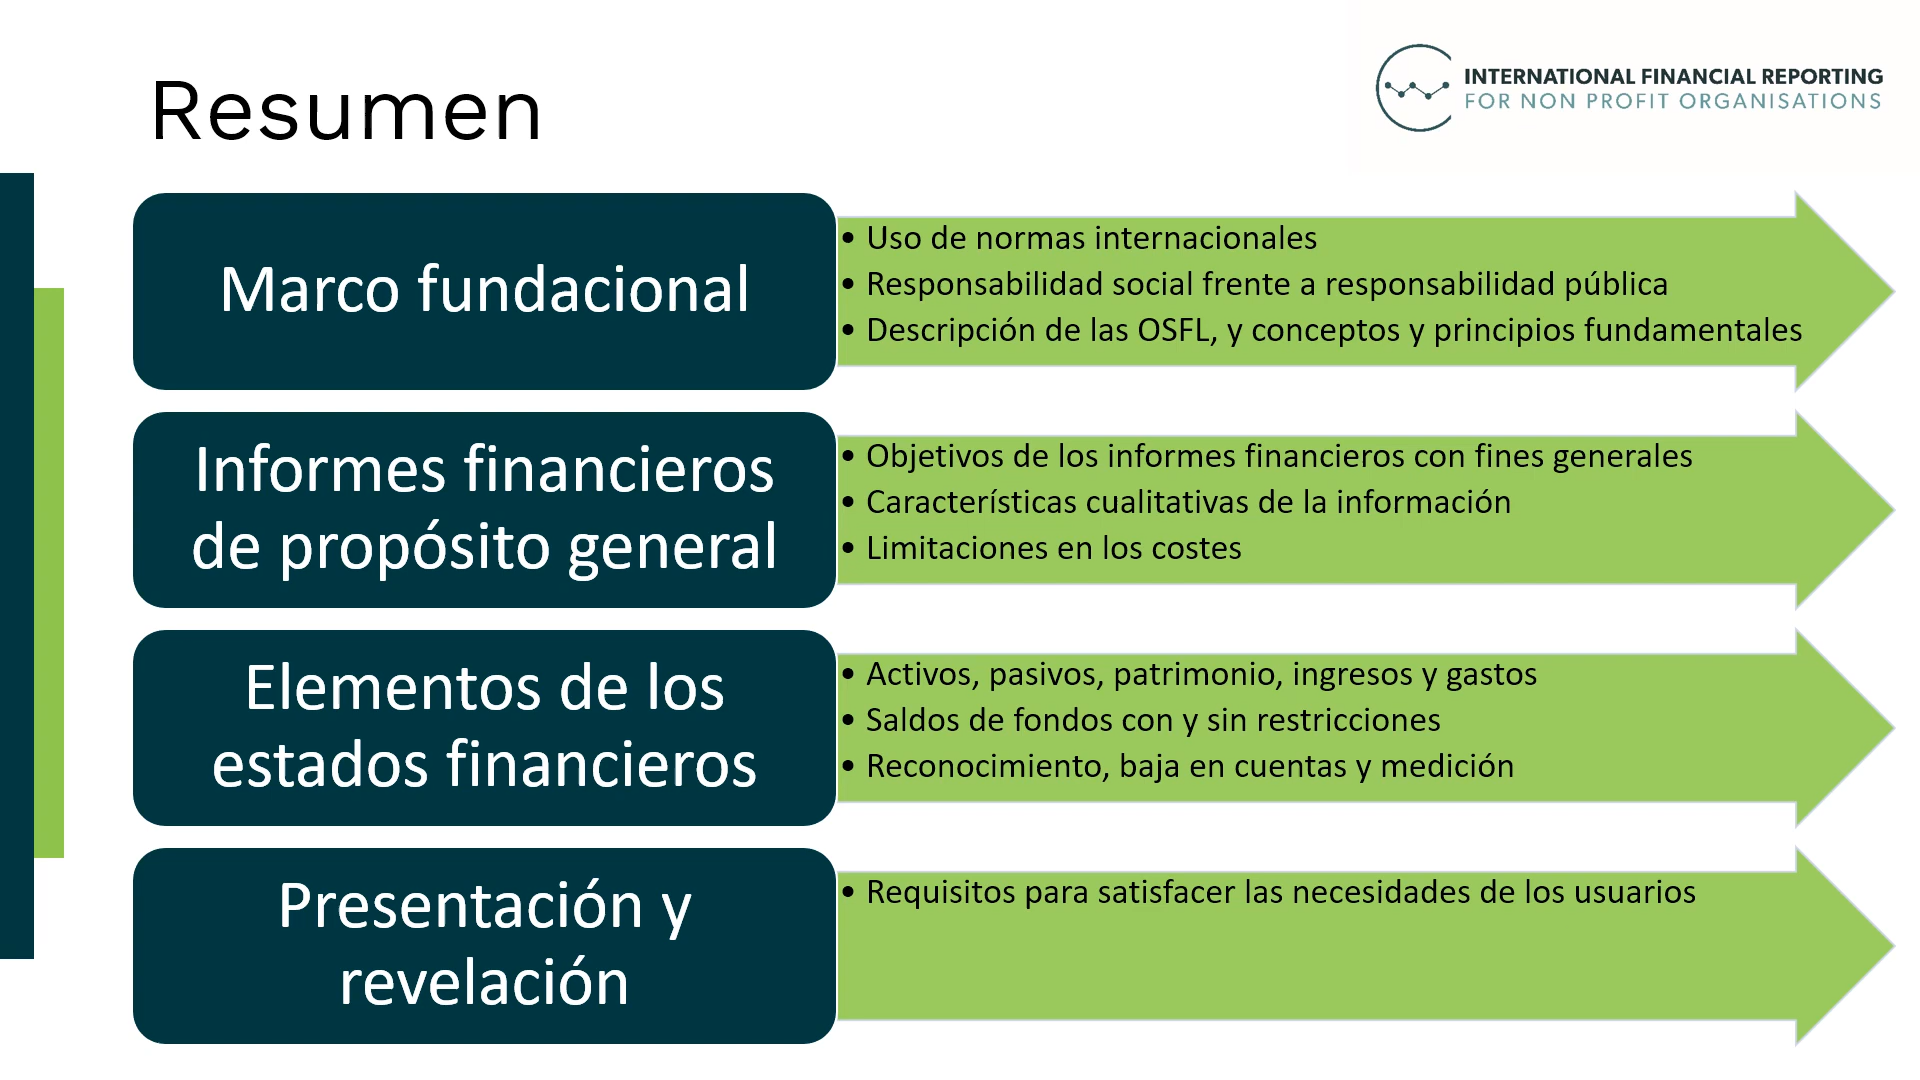 Resumen
INTERNATIONAL FINANCIAL REPORTING
FOR NON PROFIT ORGANISATIONS
Marco fundacional
• Uso de normas internacionales
• Responsabilidad social frente a responsabilidad pública
• Descripción de las OSFL, y conceptos y principios fundamentales
Informes financieros
de propósito general
• Objetivos de los informes financieros con fines generales
• Características cualitativas de la información
• Limitaciones en los costes
Elementos de los
estados financieros
• Activos, pasivos, patrimonio, ingresos y gastos
• Saldos de fondos con y sin restricciones
• Reconocimiento, baja en cuentas y medición
Presentación y
revelación
• Requisitos para satisfacer las necesidades de los usuarios